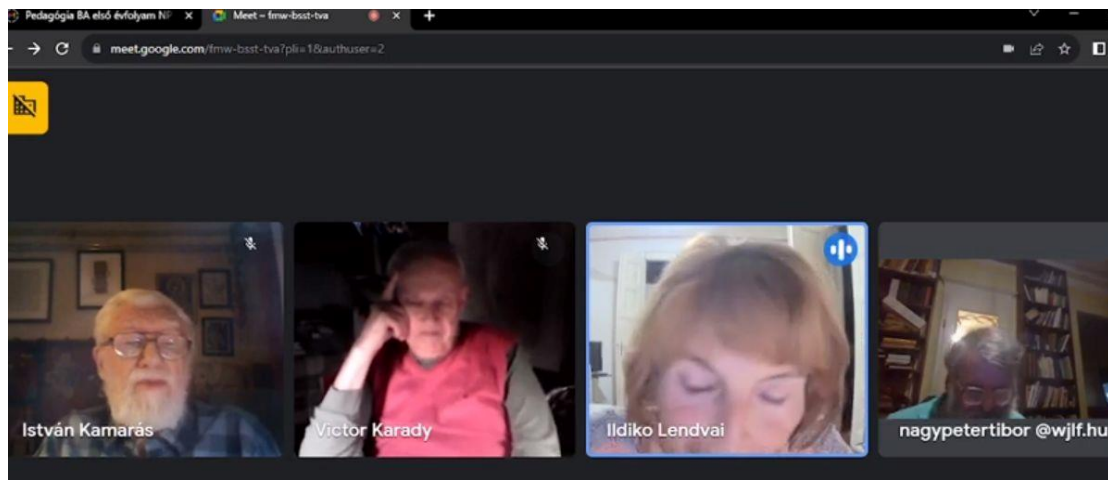 Pedagógia BA első évfolyam NP
Meet – fmw-bsst-tva
meet.google.com/fmw-bsst-tva?pli=1&authuser=2
István Kamarás
Victor Karady
Ildiko Lendvai
nagypetertibor @wjlf.hu